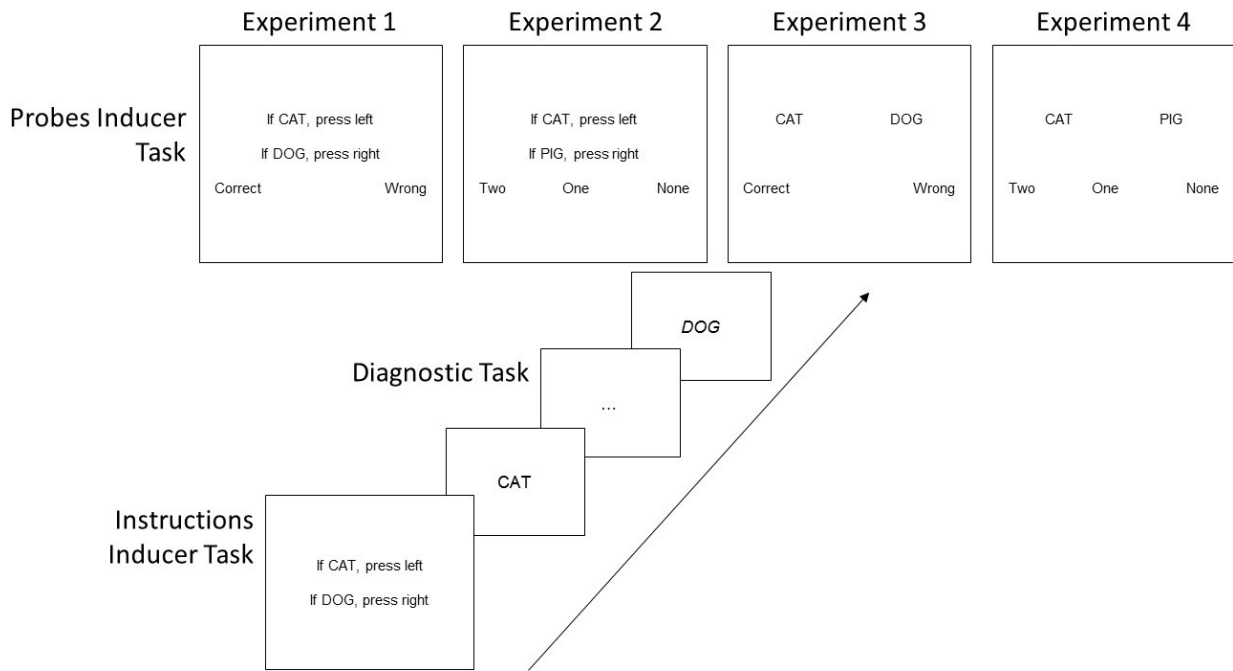 Experiment 1
Experiment 2
Experiment 3
Experiment 4
Probes Inducer
Task
If CAT, press left
If DOG, press right
Correct Wrong
If CAT, press left
If PIG, press right
Two One None
CAT DOG
Correct Wrong
CAT PIG
Two One None
DOG
Diagnostic Task
...
CAT
Instructions
Inducer Task
If CAT, press left
If DOG, press right